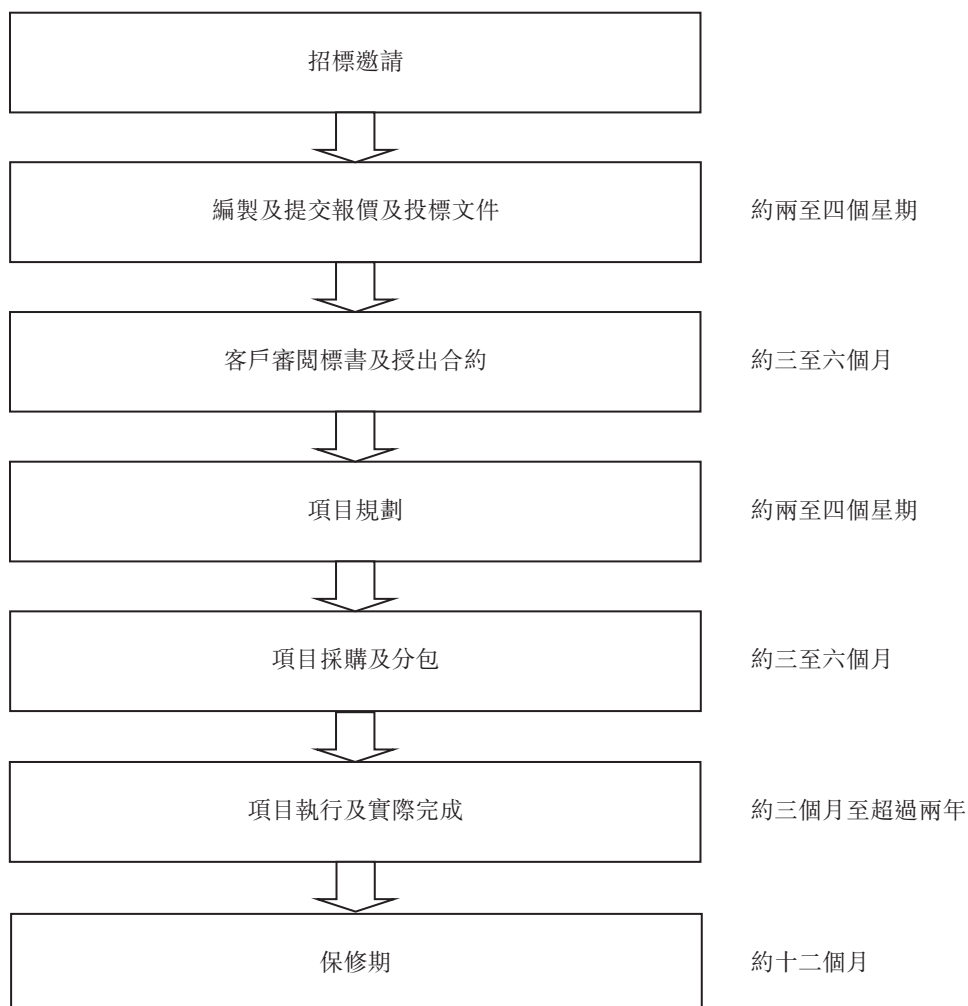 招標邀請
編製及提交報價及投標文件
約兩至四個星期
客戶審閱標書及授出合約
約三至六個月
項目規劃
約兩至四個星期
項目採購及分包
約三至六個月
項目執行及實際完成
約三個月至超過兩年
保修期
約十二個月